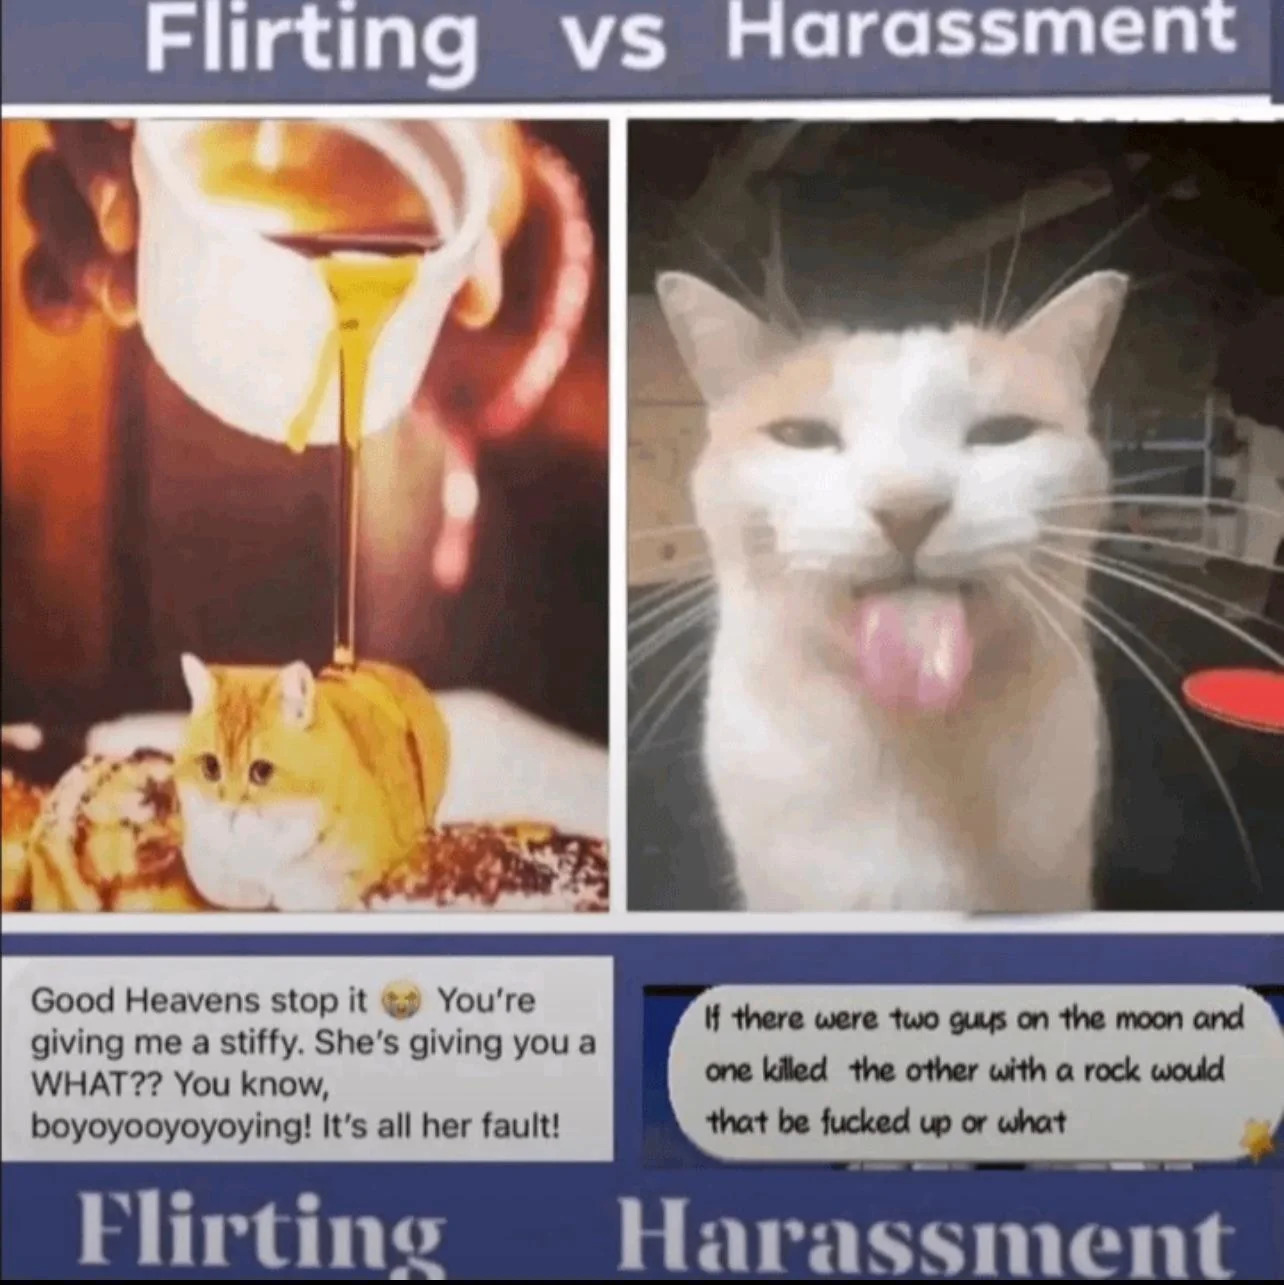 Flirting vs Harassment
Good Heavens stop it 😭 You're
giving me a stiffy. She's giving you a
WHAT?? You know,
boyoyooyoyoying! It's all her fault!
If there were two guys on the moon and
one killed the other with a rock would
that be fucked up or what
Flirting Harassment